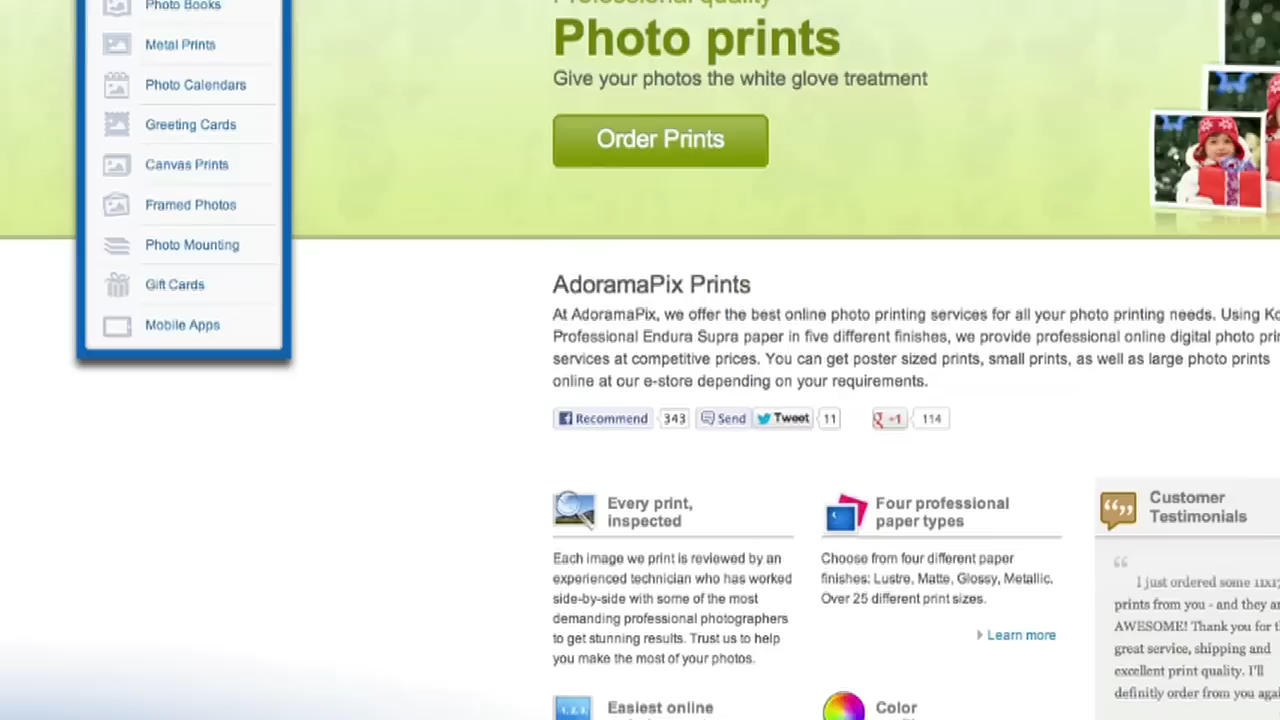 Photo Books
Metal Prints
Photo Calendars
Greeting Cards
Canvas Prints
Framed Photos
Photo Mounting
Gift Cards
Mobile Apps
Professional quality
Photo prints
Give your photos the white glove treatment
Order Prints
AdoramaPix Prints
At AdoramaPix, we offer the best online photo printing services for all your photo printing needs. Using
Professional Endura Supra paper in five different finishes, we provide professional online digital photo
services at competitive prices. You can get poster sized prints, small prints, as well as large photo prints
online at our e-store depending on your requirements.
Recommend 343 Send Tweet 11 +1 114
Every print,
inspected
Each image we print is reviewed by an
experienced technician who has worked
side-by-side with some of the most
demanding professional photographers
to get stunning results. Trust us to help
you make the most of your photos.
Four professional
paper types
Choose from four different paper
finishes: Lustre, Matte, Glossy, Metallic.
Over 25 different print sizes.
Learn more
Customer
Testimonials
I just ordered some
prints from you - and they
AWESOME! Thank you for
great service, shipping and
excellent print quality. I'll
definitly order from you
Easiest online
Color